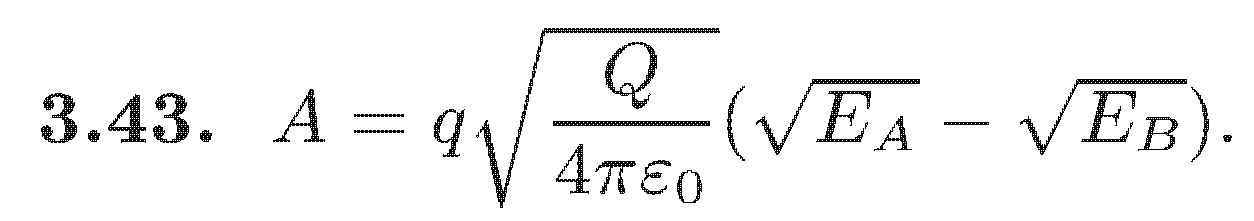 3.43. A = q√(Q/4πε₀)(√E_A − √E_B).